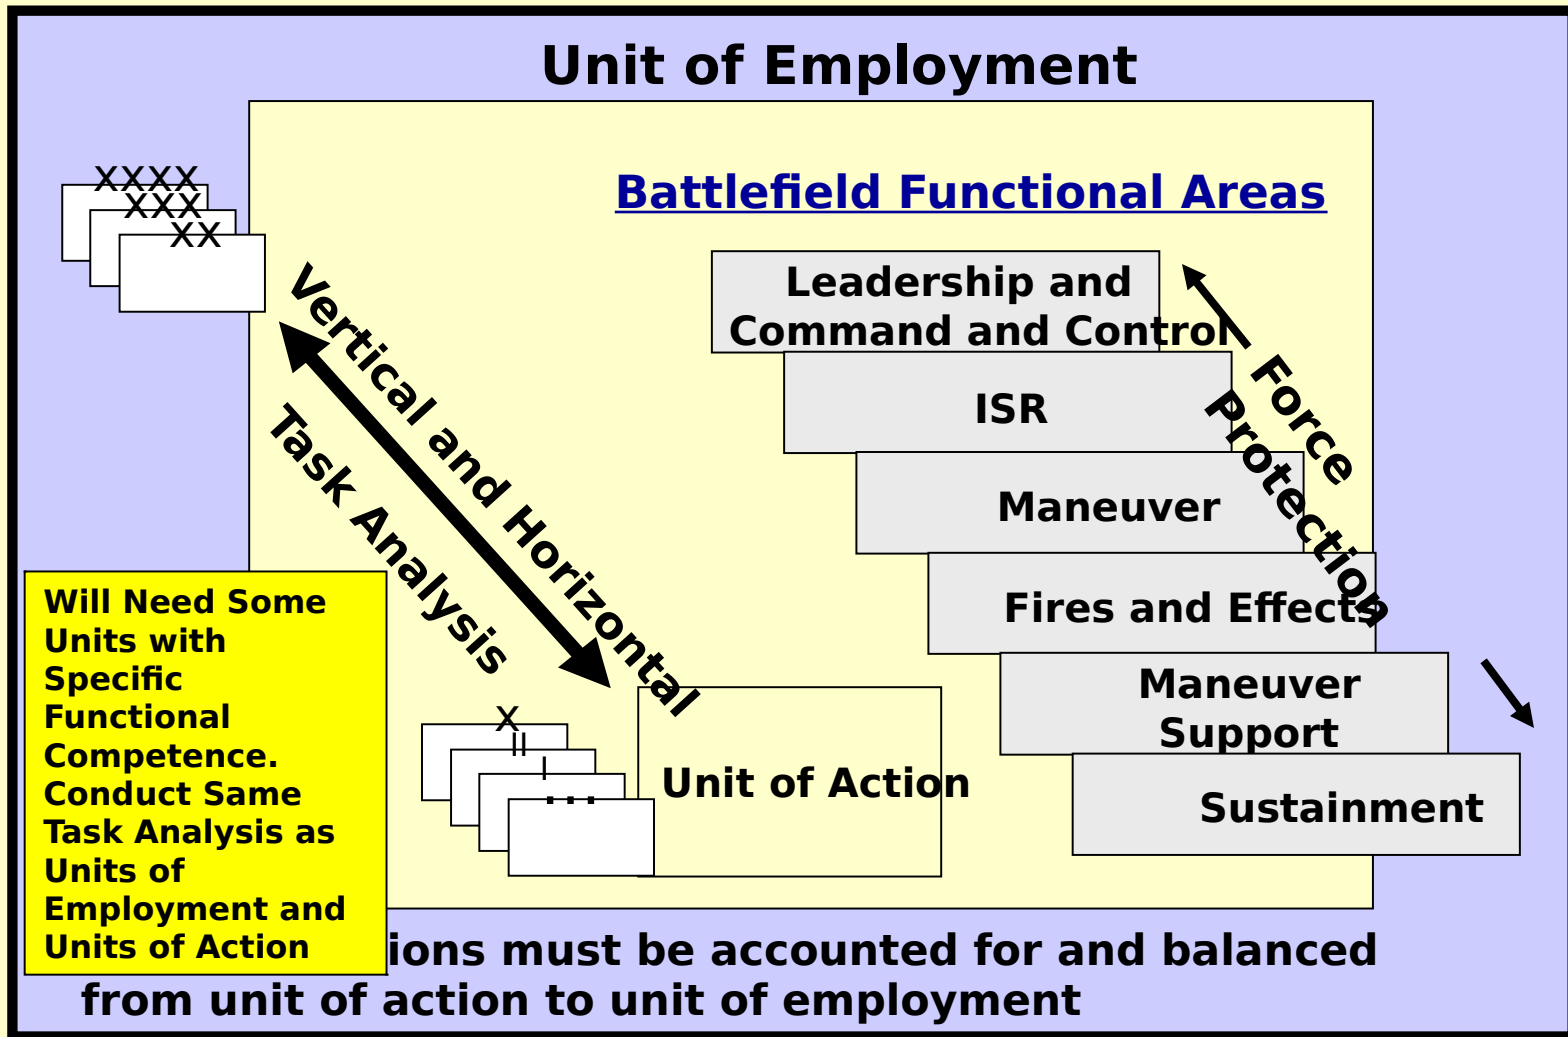 Unit of Employment
Battlefield Functional Areas
XXXX
XXX
XX
Leadership and
Command and Control
ISR
Maneuver
Fires and Effects
Maneuver
Support
Sustainment
Force
Protection
Vertical and Horizontal
Task Analysis
X
II
I
...
Unit of Action
Will Need Some
Units with
Specific
Functional
Competence.
Conduct Same
Task Analysis as
Units of
Employment and
Units of Action
ions must be accounted for and balanced
from unit of action to unit of employment